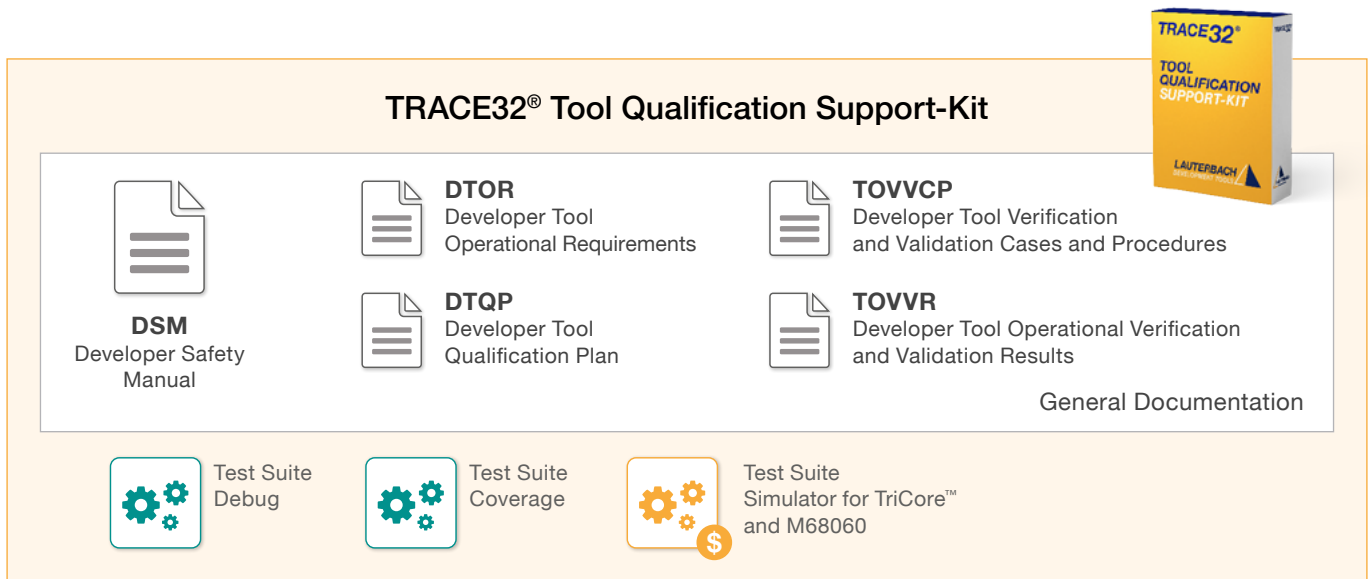 TRACE32®
TOOL
QUALIFICATION
SUPPORT-KIT
LAUTERBACH
DEVELOPMENT TOOLS
TRACE32® Tool Qualification Support-Kit
DSM
Developer Safety
Manual
DTOR
Developer Tool
Operational Requirements
DTQP
Developer Tool
Qualification Plan
TOVVCP
Developer Tool Verification
and Validation Cases and Procedures
TOVVR
Developer Tool Operational Verification
and Validation Results
General Documentation
Test Suite
Debug
Test Suite
Coverage
Test Suite
Simulator for TriCore™
and M68060
$